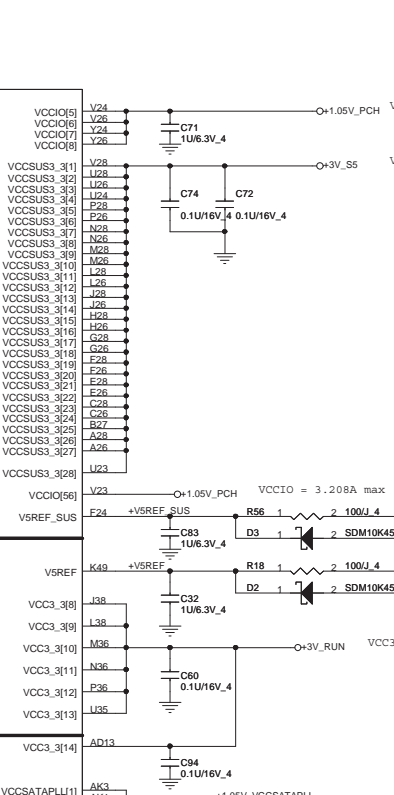 VCCIO[5] V24 +1.05V_PCH
VCCIO[6] V26
VCCIO[7] Y24
VCCIO[8] Y26
C71
1U/6.3V_4
VCCSUS3_3[1] V28 +3V_S5
VCCSUS3_3[2] U28
VCCSUS3_3[3] U26
VCCSUS3_3[4] U24
VCCSUS3_3[5] P28
VCCSUS3_3[6] P26
VCCSUS3_3[7] N28
VCCSUS3_3[8] N26
VCCSUS3_3[9] M28
VCCSUS3_3[10] M26
VCCSUS3_3[11] L28
VCCSUS3_3[12] L26
VCCSUS3_3[13] J28
VCCSUS3_3[14] J26
VCCSUS3_3[15] H28
VCCSUS3_3[16] H26
VCCSUS3_3[17] G28
VCCSUS3_3[18] G26
VCCSUS3_3[19] F28
VCCSUS3_3[20] F26
VCCSUS3_3[21] E28
VCCSUS3_3[22] E26
VCCSUS3_3[23] C28
VCCSUS3_3[24] C26
VCCSUS3_3[25] B27
VCCSUS3_3[26] A28
VCCSUS3_3[27] A26
VCCSUS3_3[28] U23
C74 C72
0.1U/16V_4 0.1U/16V_4
VCCIO[56] V23 +1.05V_PCH VCCIO = 3.208A max
V5REF_SUS F24 +V5REF_SUS R56 1 2 100/J_4
C83
1U/6.3V_4
D3 1 2 SDM10K45
V5REF K49 +V5REF R18 1 2 100/J_4
C32
1U/6.3V_4
D2 1 2 SDM10K45
VCC3_3[8] J38
VCC3_3[9] L38
VCC3_3[10] M36 +3V_RUN VCC3
VCC3_3[11] N36
VCC3_3[12] P36
VCC3_3[13] U35
C60
0.1U/16V_4
VCC3_3[14] AD13
C94
0.1U/16V_4
VCCSATAPLL[1] AK3
+1.05V_VCCSATAPLL